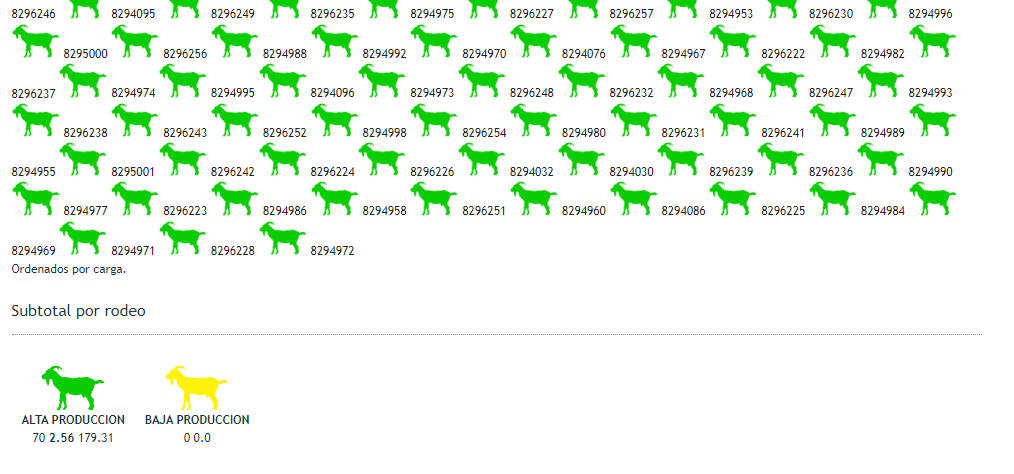 8296246 8294095 8296249 8296235 8294975 8296227 8296257 8294953 8296230 8294996
8295000 8296256 8294988 8294992 8294970 8294076 8294967 8296222 8294982
8296237 8294974 8294995 8294096 8294973 8296248 8296232 8294968 8296247 8294993
8296238 8296243 8296252 8294998 8296254 8294980 8296231 8296241 8294989
8294955 8295001 8296242 8296224 8296226 8294032 8294030 8296239 8296236 8294990
8294977 8296223 8294986 8294958 8296251 8294960 8294086 8296225 8294984
8294969 8294971 8296228 8294972
Ordenados por carga.
Subtotal por rodeo
ALTA PRODUCCION BAJA PRODUCCION
70 2.56 179.31 0 0.0